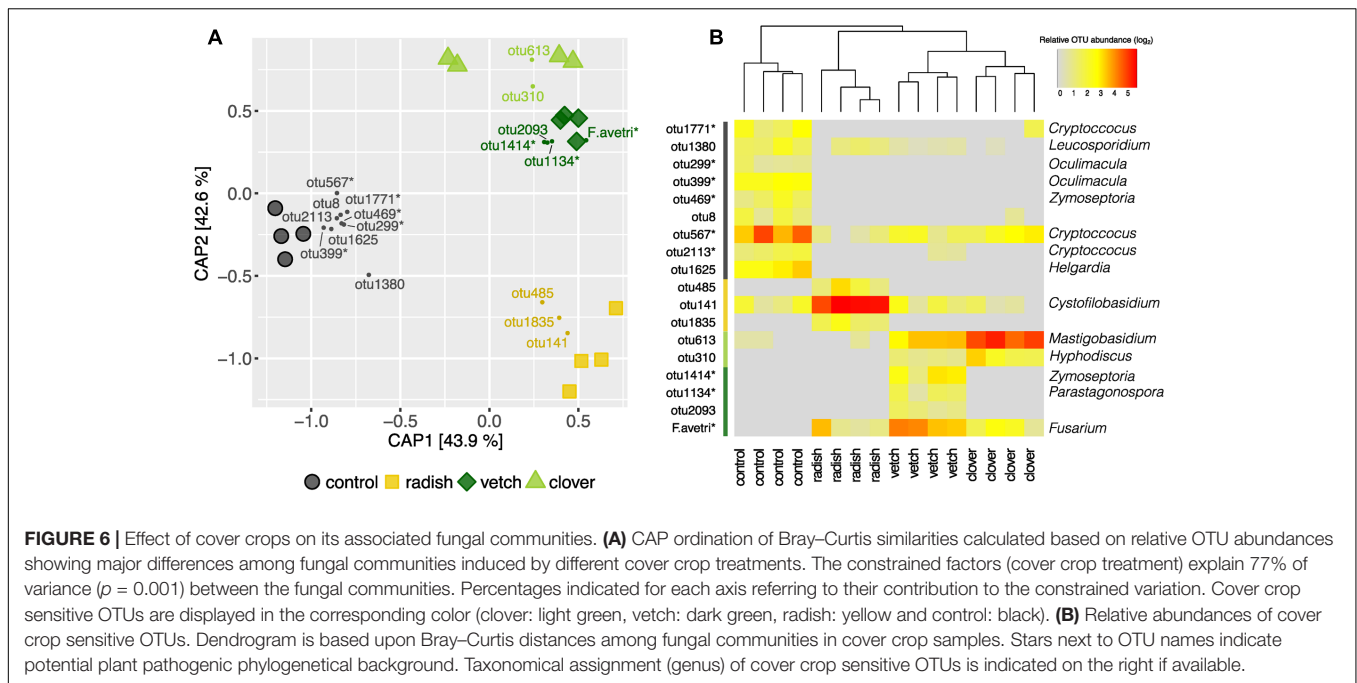 A
CAP2 [42.6 %]
0.5
0.0
−0.5
−1.0
otu613
otu310
otu2093
F.avetri*
otu1414*
otu1134*
otu567*
otu1771*
otu8
otu469*
otu2113
otu299*
otu1625
otu399*
otu1380
otu485
otu1835
otu141
−1.0
−0.5
0.0
0.5
CAP1 [43.9 %]
control radish vetch clover
B
Relative OTU abundance (log2)
0 1 2 3 4 5
otu1771* Cryptoccocus
otu1380 Leucosporidium
otu299* Oculimacula
otu399* Oculimacula
otu469* Zymoseptoria
otu8
otu567* Cryptoccocus
otu2113* Cryptoccocus
otu1625 Helgardia
otu485
otu141 Cystofilobasidium
otu1835
otu613 Mastigobasidium
otu310 Hyphodiscus
otu1414* Zymoseptoria
otu1134* Parastagonospora
otu2093
F.avetri* Fusarium
control control control control radish radish radish radish vetch vetch vetch vetch clover clover clover clover
FIGURE 6 | Effect of cover crops on its associated fungal communities. (A) CAP ordination of Bray–Curtis similarities calculated based on relative OTU abundances
showing major differences among fungal communities induced by different cover crop treatments. The constrained factors (cover crop treatment) explain 77% of
variance (p = 0.001) between the fungal communities. Percentages indicated for each axis referring to their contribution to the constrained variation. Cover crop
sensitive OTUs are displayed in the corresponding color (clover: light green, vetch: dark green, radish: yellow and control: black). (B) Relative abundances of cover
crop sensitive OTUs. Dendrogram is based upon Bray–Curtis distances among fungal communities in cover crop samples. Stars next to OTU names indicate
potential plant pathogenic phylogenetical background. Taxonomical assignment (genus) of cover crop sensitive OTUs is indicated on the right if available.